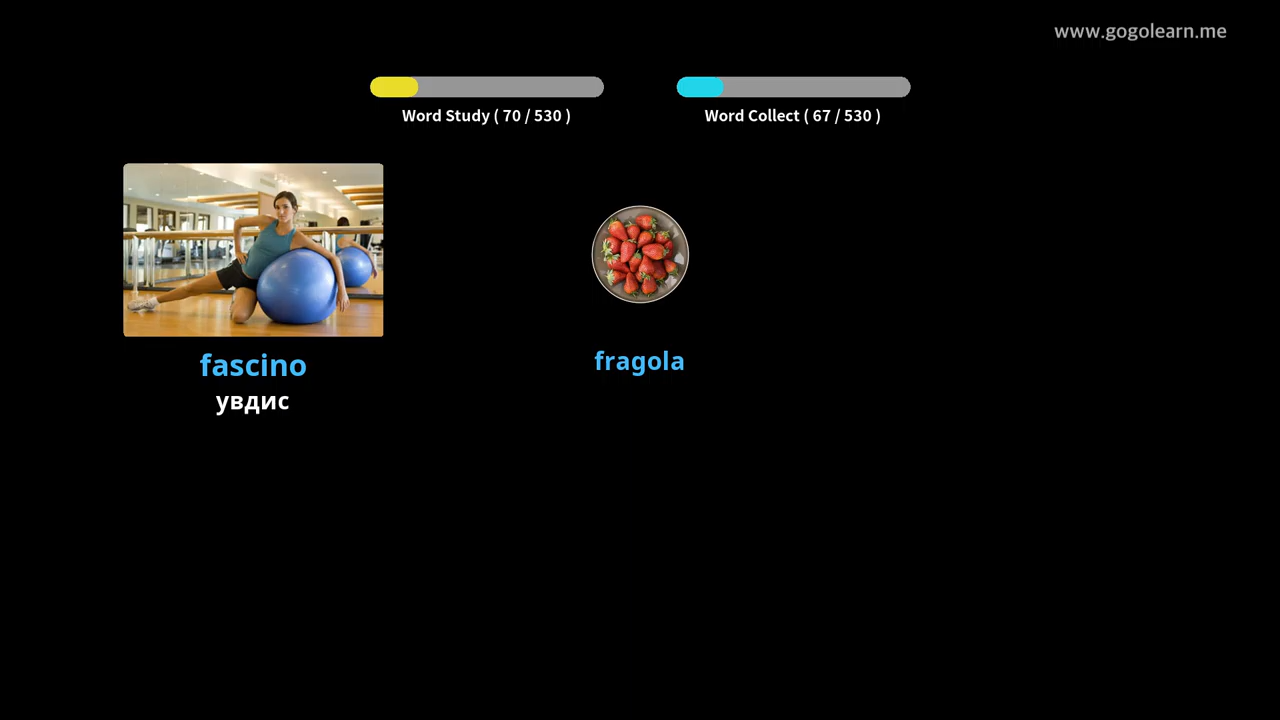 www.gogolearn.me
Word Study ( 70 / 530 )
Word Collect ( 67 / 530 )
fascino
увдис
fragola